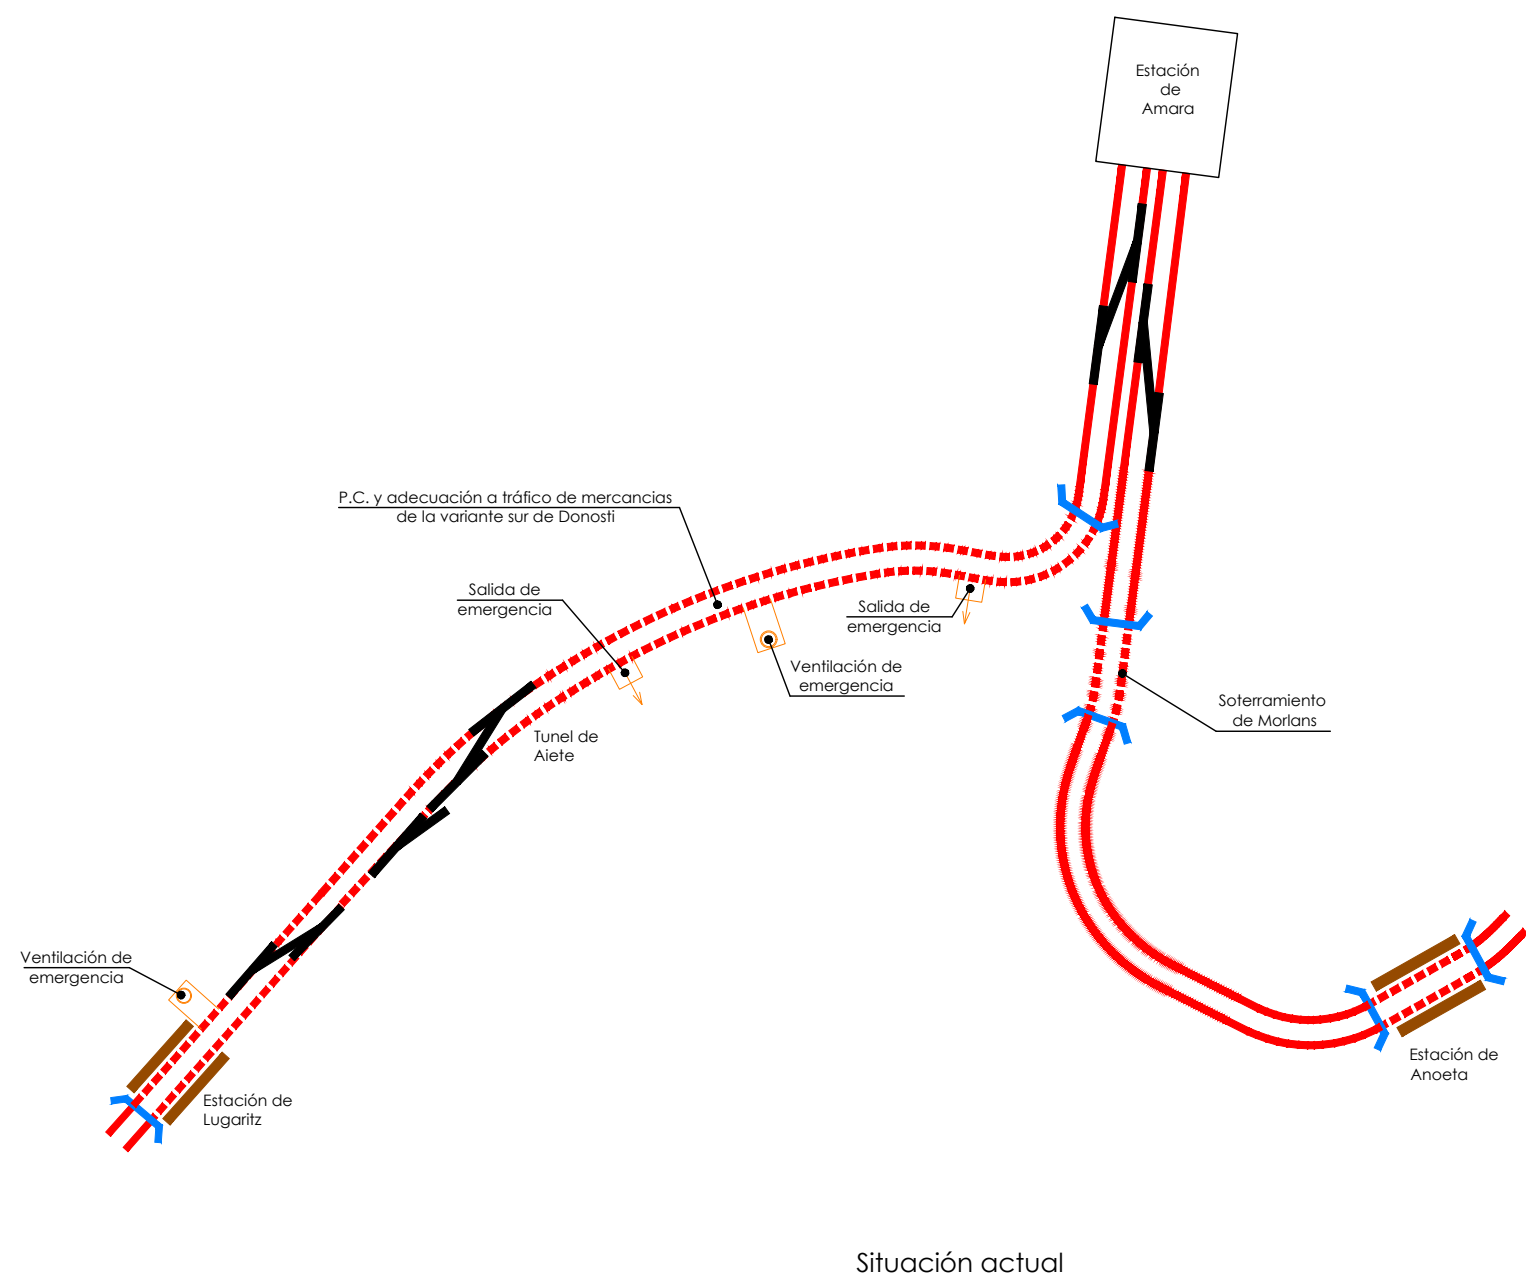 Estación
de
Amara
P.C. y adecuación a tráfico de mercancias
de la variante sur de Donosti
Salida de
emergencia
Salida de
emergencia
Ventilación de
emergencia
Soterramiento
de Morlans
Tunel de
Aiete
Ventilación de
emergencia
Estación de
Anoeta
Estación de
Lugaritz
Situación actual